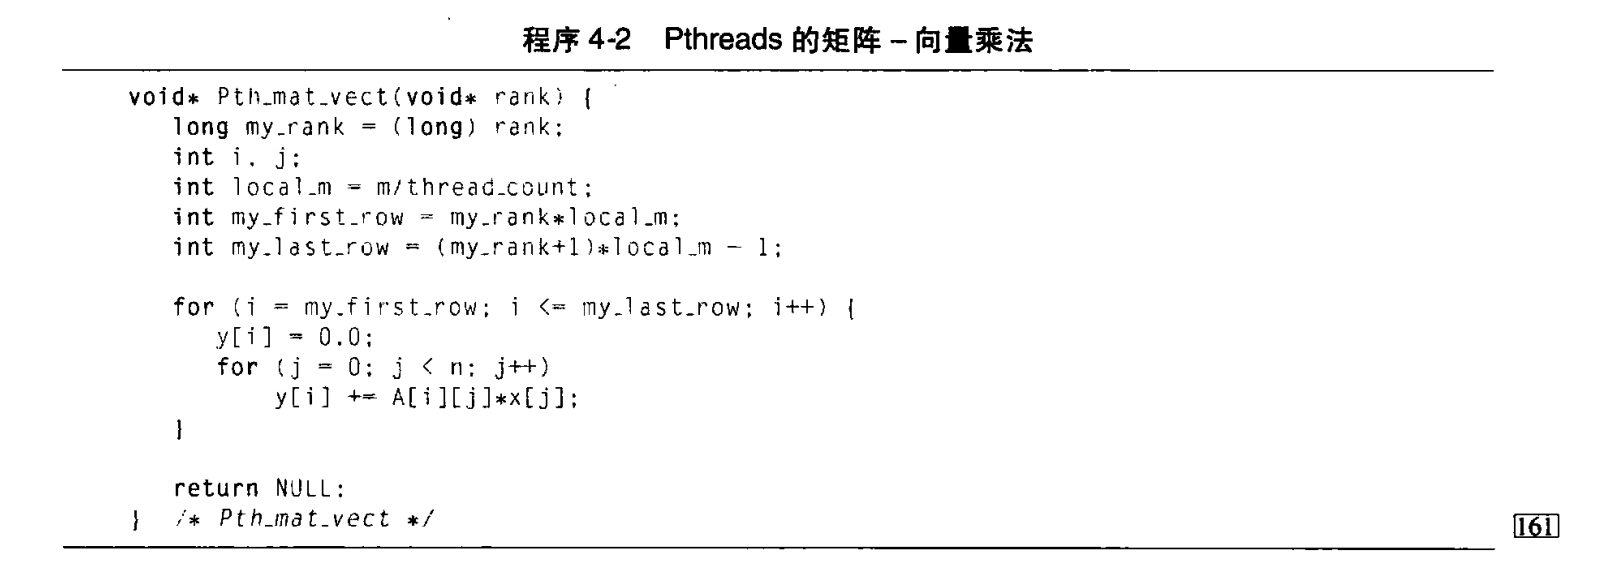 程序 4-2 Pthreads 的矩阵 – 向量乘法
void* Pth_mat_vect(void* rank) {
long my_rank = (long) rank;
int i, j;
int local_m = m/thread_count;
int my_first_row = my_rank*local_m;
int my_last_row = (my_rank+1)*local_m - 1;
for (i = my_first_row; i <= my_last_row; i++) {
y[i] = 0.0;
for (j = 0; j < n; j++)
y[i] += A[i][j]*x[j];
}
return NULL;
} /* Pth_mat_vect */
161